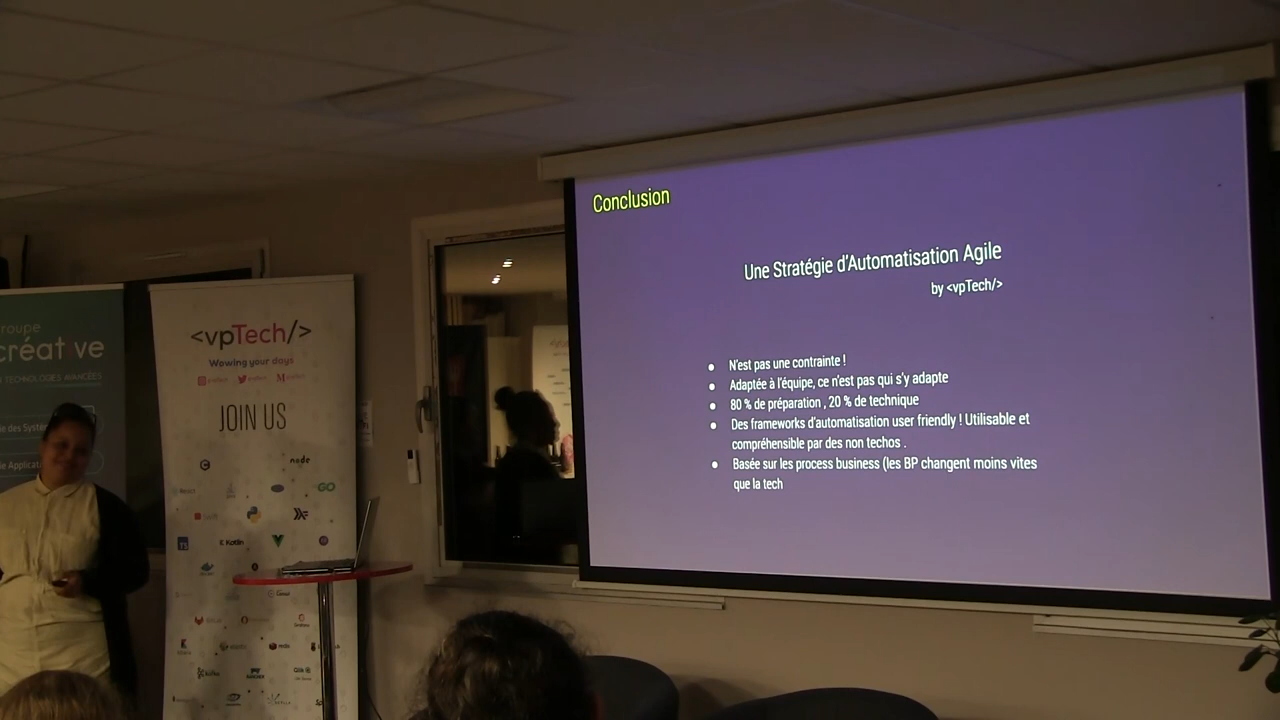 Conclusion
Une Stratégie d'Automatisation Agile
by <vpTech/>
N'est pas une contrainte !
Adaptée à l'équipe, ce n'est pas qui s'y adapte
80 % de préparation , 20 % de technique
Des frameworks d'automatisation user friendly ! Utilisable et
compréhensible par des non techos .
Basée sur les process business (les BP changent moins vites
que la tech
<vpTech/>
Wowing your days
JOIN US
node
GO
Kotlin
TS
TECHNOLOGIES AVANCÉES